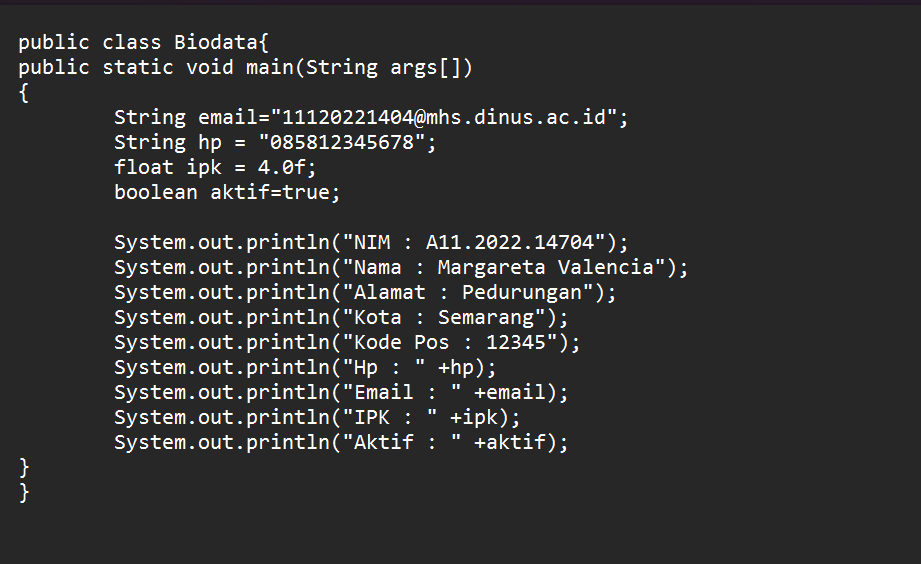 public class Biodata{
public static void main(String args[])
{
String email="11120221404@mhs.dinus.ac.id";
String hp = "085812345678";
float ipk = 4.0f;
boolean aktif=true;
System.out.println("NIM : A11.2022.14704");
System.out.println("Nama : Margareta Valencia");
System.out.println("Alamat : Pedurungan");
System.out.println("Kota : Semarang");
System.out.println("Kode Pos : 12345");
System.out.println("Hp : " +hp);
System.out.println("Email : " +email);
System.out.println("IPK : " +ipk);
System.out.println("Aktif : " +aktif);
}
}